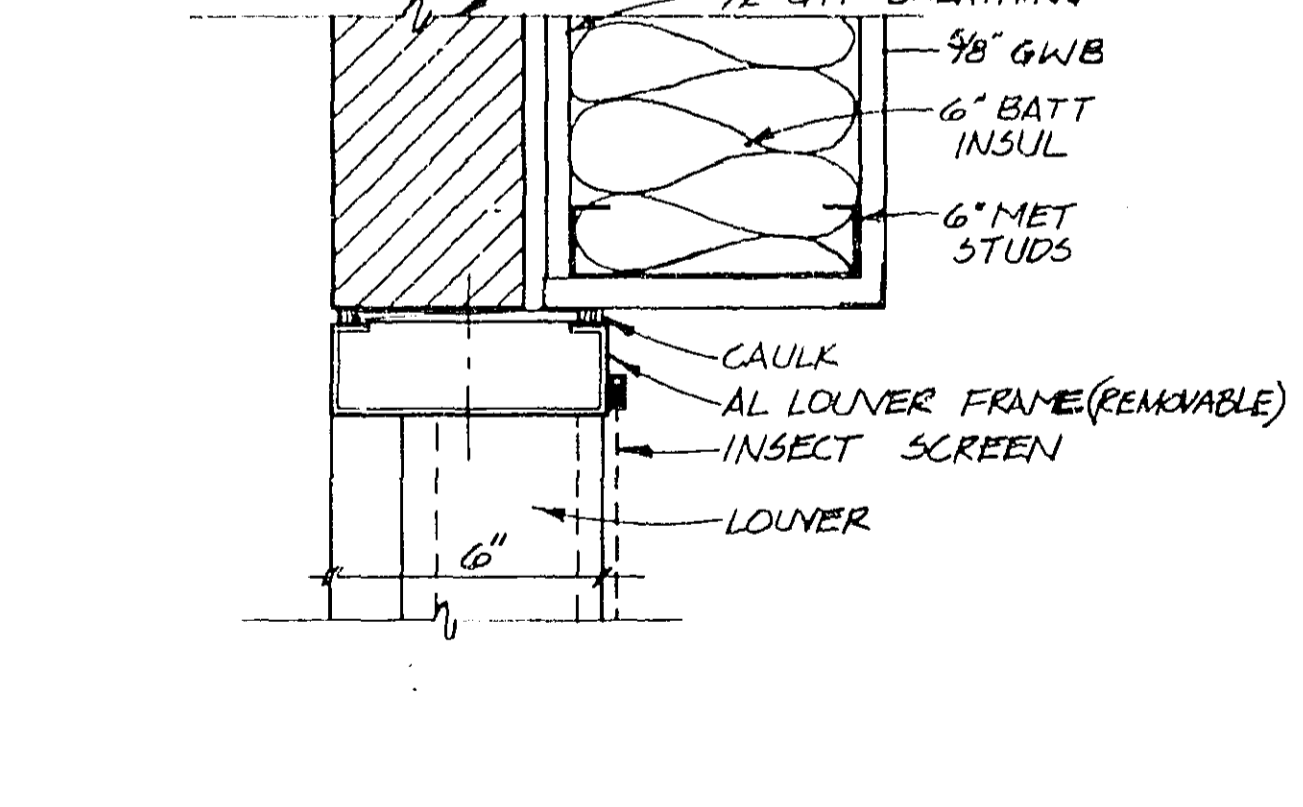 5/8" GWB
6" BATT
INSUL
6" MET
STUDS
CAULK
AL LOUVER FRAME (REMOVABLE)
INSECT SCREEN
LOUVER
6"